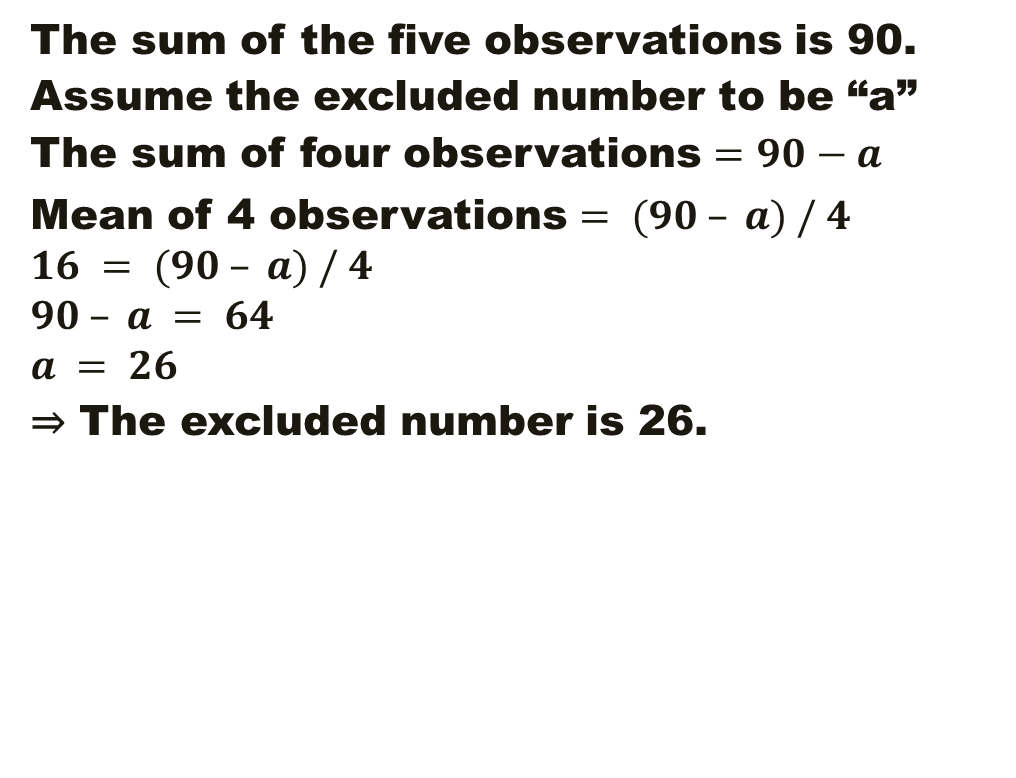 The sum of the five observations is 90.
Assume the excluded number to be “a”
The sum of four observations = 90 − a
Mean of 4 observations = (90 – a) / 4
16 = (90 – a) / 4
90 – a = 64
a = 26
⇒ The excluded number is 26.